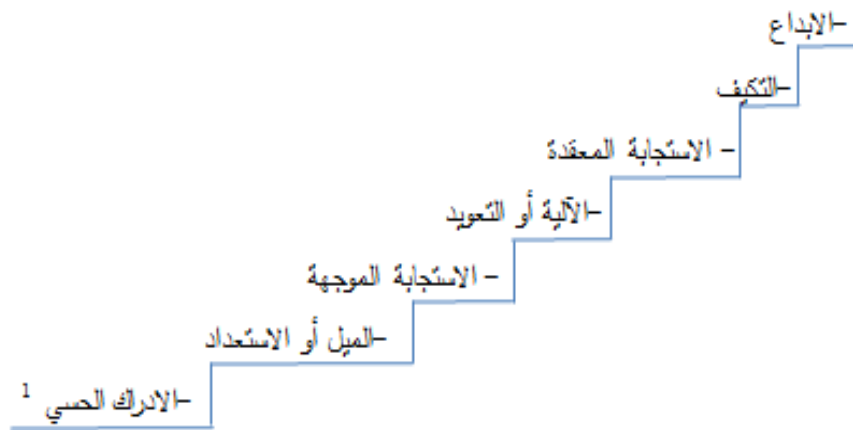 -الابداع
-التكيف
- الاستجابة المعقدة
-الآلية أو التعويد
- الاستجابة الموجهة
-الميل أو الاستعداد
-الادراك الحسي 1